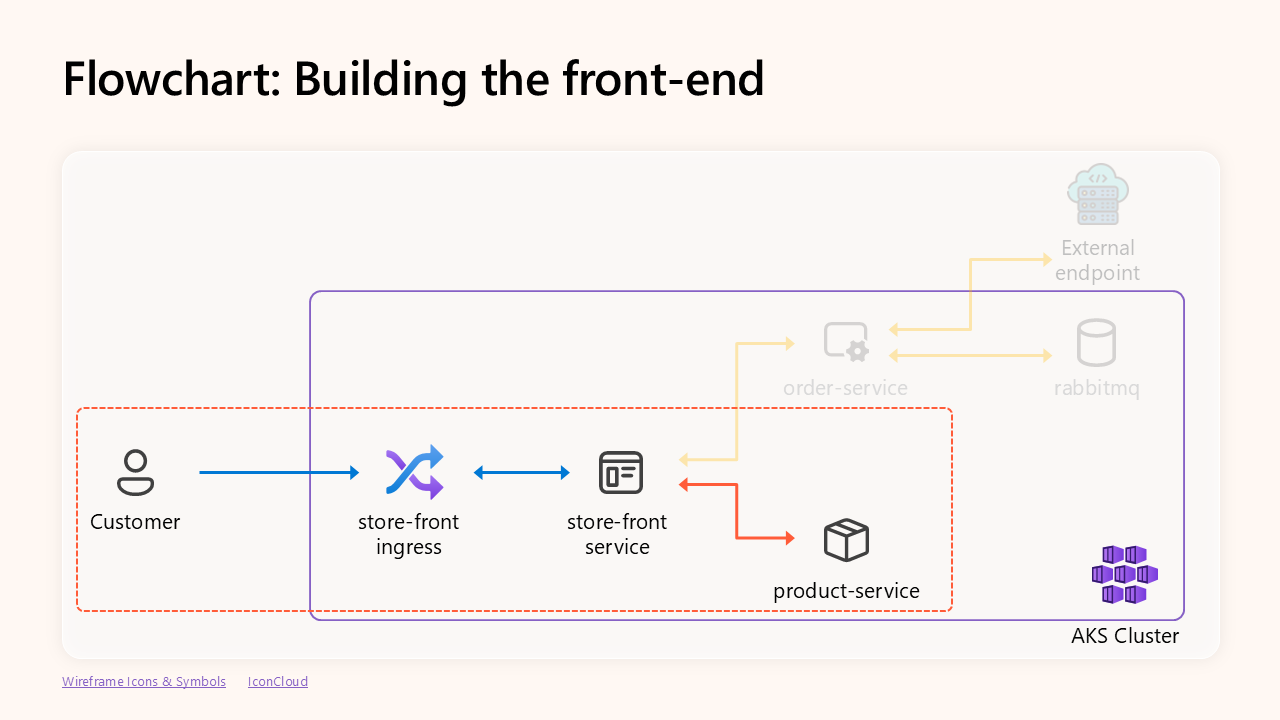 Flowchart: Building the front-end
External
endpoint
order-service
rabbitmq
Customer
store-front
ingress
store-front
service
product-service
AKS Cluster
Wireframe Icons & Symbols
IconCloud